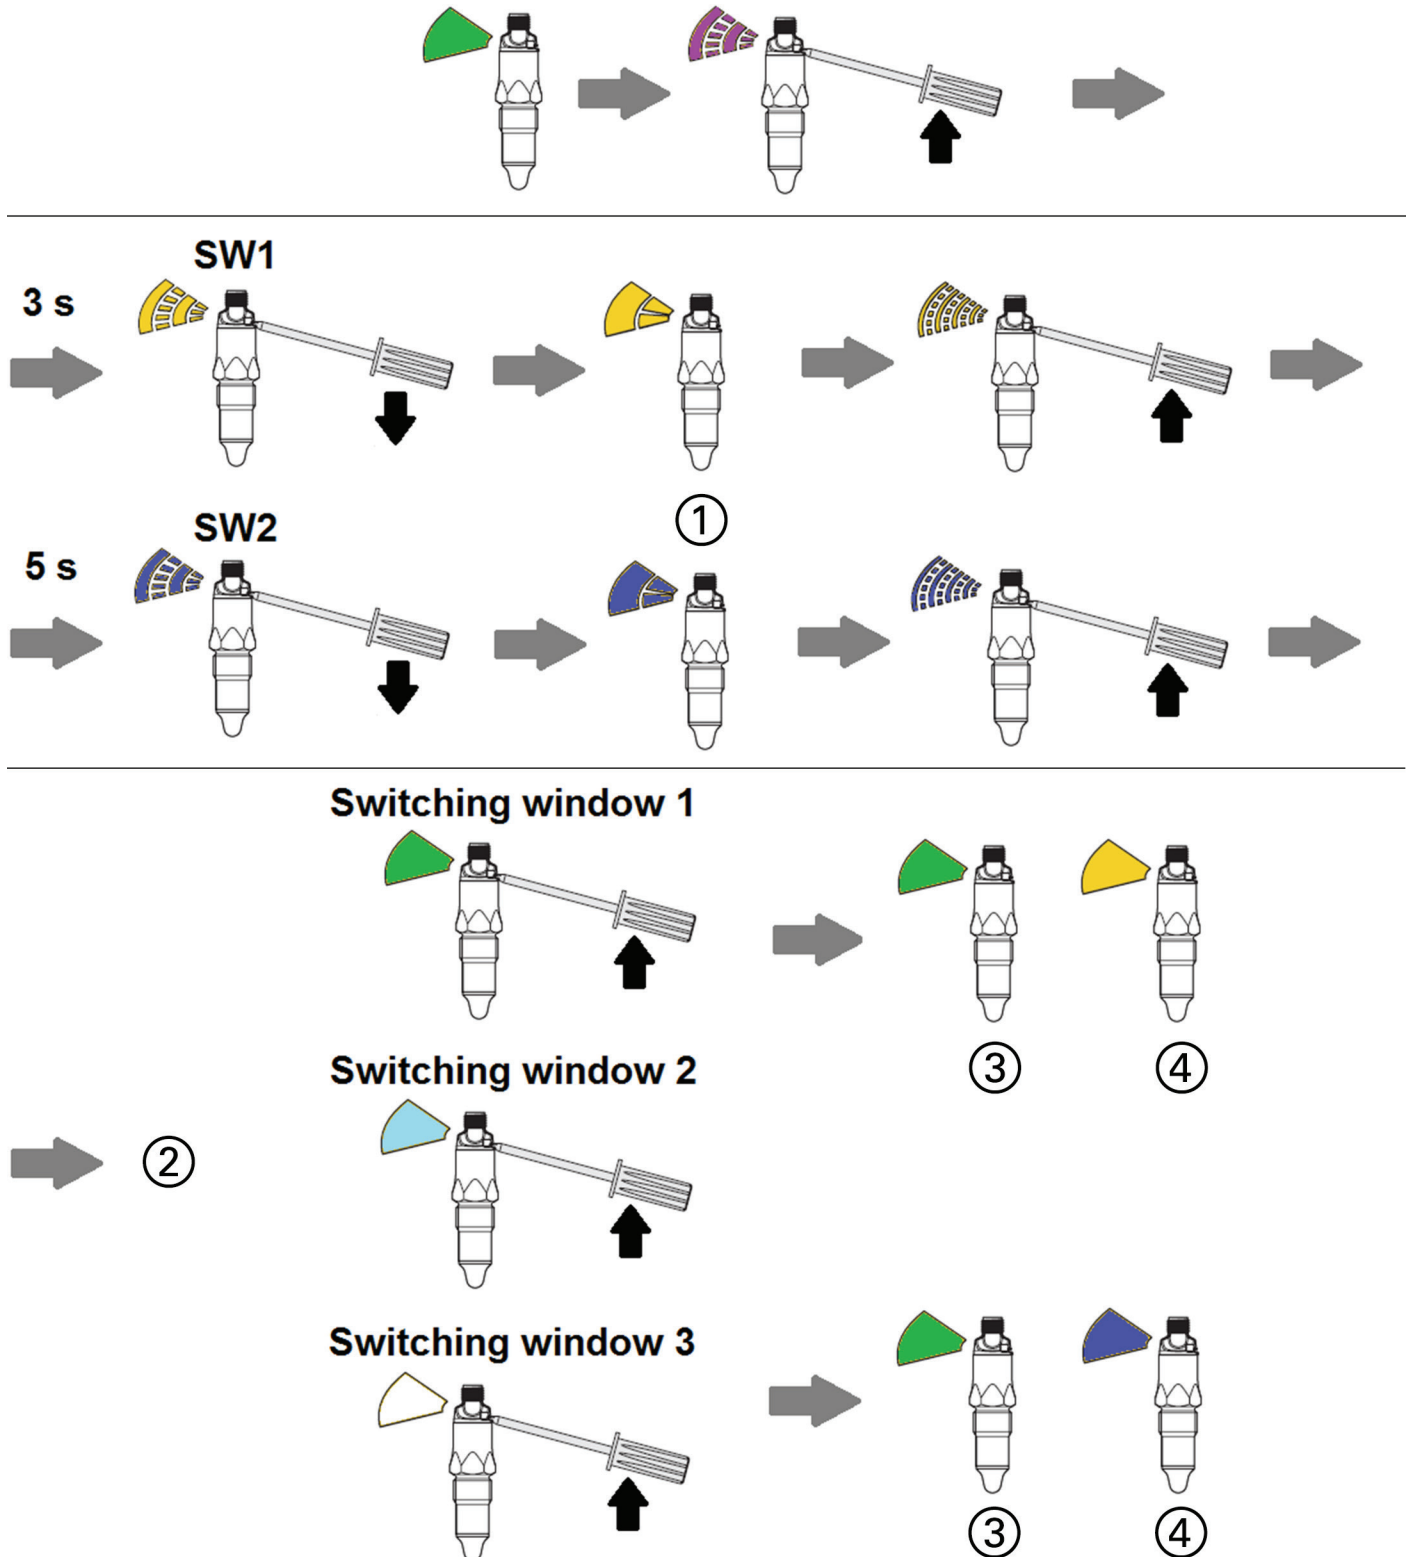 SW1
3 s
①
SW2
5 s
Switching window 1
③ ④
Switching window 2
②
Switching window 3
③ ④